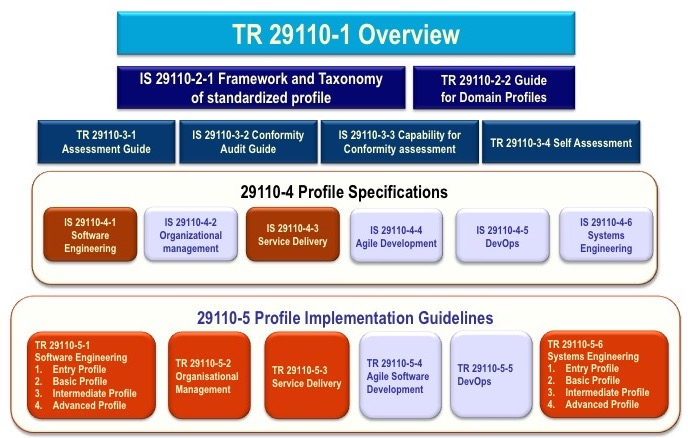 TR 29110-1 Overview
IS 29110-2-1 Framework and Taxonomy
of standardized profile
TR 29110-2-2 Guide
for Domain Profiles
TR 29110-3-1
Assessment Guide
IS 29110-3-2 Conformity
Audit Guide
IS 29110-3-3 Capability for
Conformity assessment
TR 29110-3-4 Self Assessment
29110-4 Profile Specifications
IS 29110-4-1
Software
Engineering
IS 29110-4-2
Organizational
management
IS 29110-4-3
Service Delivery
IS 29110-4-4
Agile Development
IS 29110-4-5
DevOps
IS 29110-4-6
Systems
Engineering
29110-5 Profile Implementation Guidelines
TR 29110-5-1
Software Engineering
1. Entry Profile
2. Basic Profile
3. Intermediate Profile
4. Advanced Profile
TR 29110-5-2
Organisational
Management
TR 29110-5-3
Service Delivery
TR 29110-5-4
Agile Software
Development
TR 29110-5-5
DevOps
TR 29110-5-6
Systems Engineering
1. Entry Profile
2. Basic Profile
3. Intermediate Profile
4. Advanced Profile